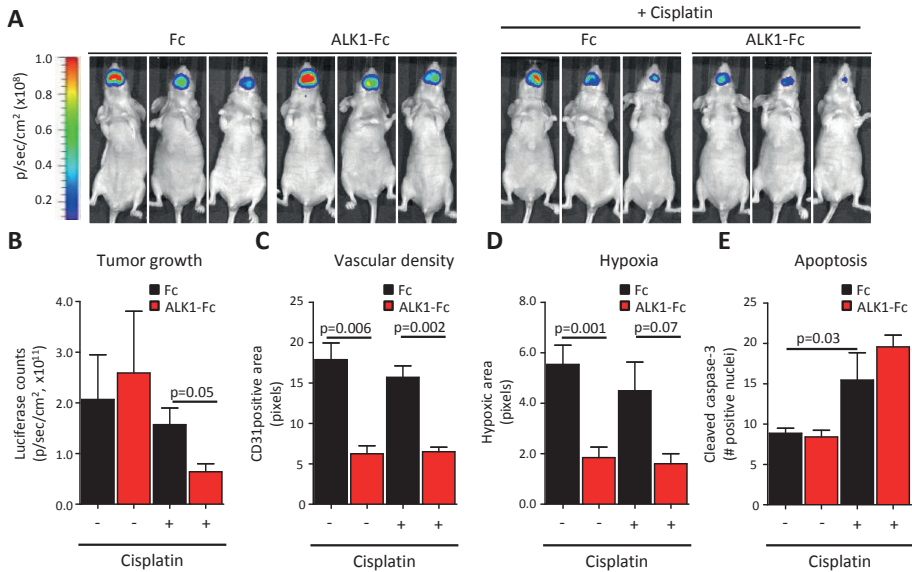 A
+ Cisplatin
Fc
ALK1-Fc
Fc
ALK1-Fc
p/sec/cm² (x10⁸)
1.0
0.8
0.6
0.4
0.2
B
Tumor growth
Fc
ALK1-Fc
Luciferase counts
(p/sec/cm², x10¹¹)
4.0
3.0
2.0
1.0
0.0
p=0.05
- - + +
Cisplatin
C
Vascular density
Fc
ALK1-Fc
CD31positive area
(pixels)
25
20
15
10
5
0
p=0.006
p=0.002
- - + +
Cisplatin
D
Hypoxia
Fc
ALK1-Fc
Hypoxic area
(pixels)
8.0
6.0
4.0
2.0
0.0
p=0.001
p=0.07
- - + +
Cisplatin
E
Apoptosis
Fc
ALK1-Fc
Cleaved caspase-3
(# positive nuclei)
25
20
15
10
5
0
p=0.03
- - + +
Cisplatin